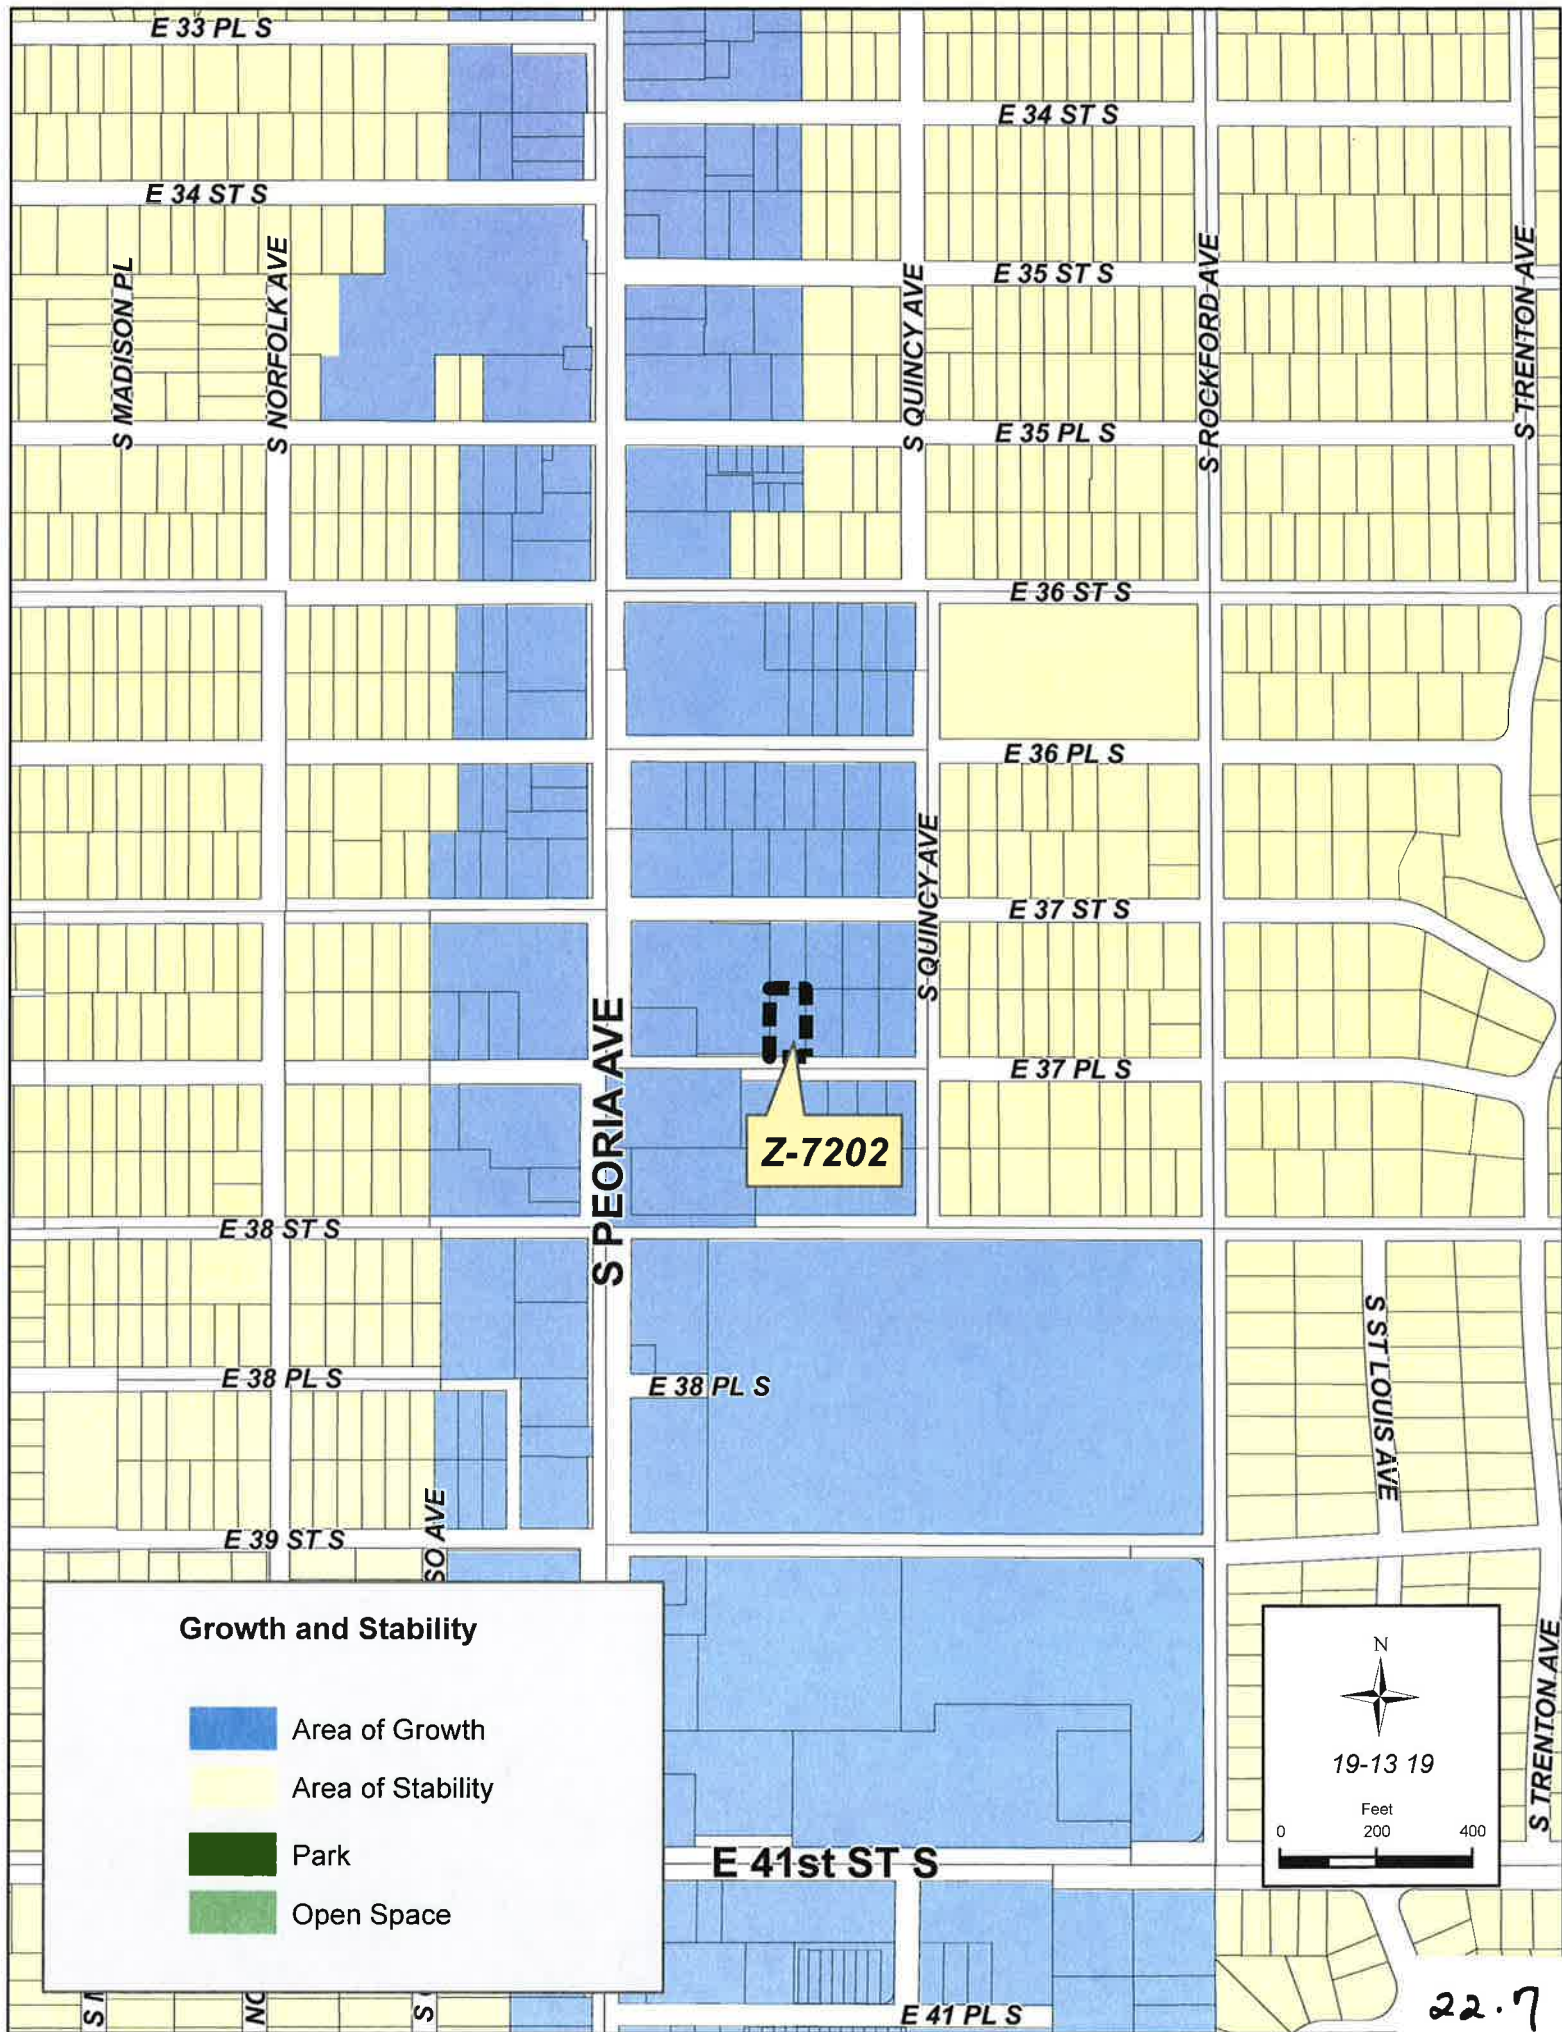 E 33 PL S
E 34 ST S
E 34 ST S
S MADISON PL
S NORFOLK AVE
S QUINCY AVE
E 35 ST S
S ROCKFORD AVE
S TRENTON AVE
E 35 PL S
E 36 ST S
E 36 PL S
S QUINCY AVE
E 37 ST S
S PEORIA AVE
E 37 PL S
Z-7202
E 38 ST S
E 38 PL S
E 38 PL S
S ST LOUIS AVE
E 39 ST S
SO AVE
Growth and Stability
Area of Growth
Area of Stability
Park
Open Space
N
19-13 19
Feet
0 200 400
S TRENTON AVE
E 41st ST S
E 41 PL S
22.7